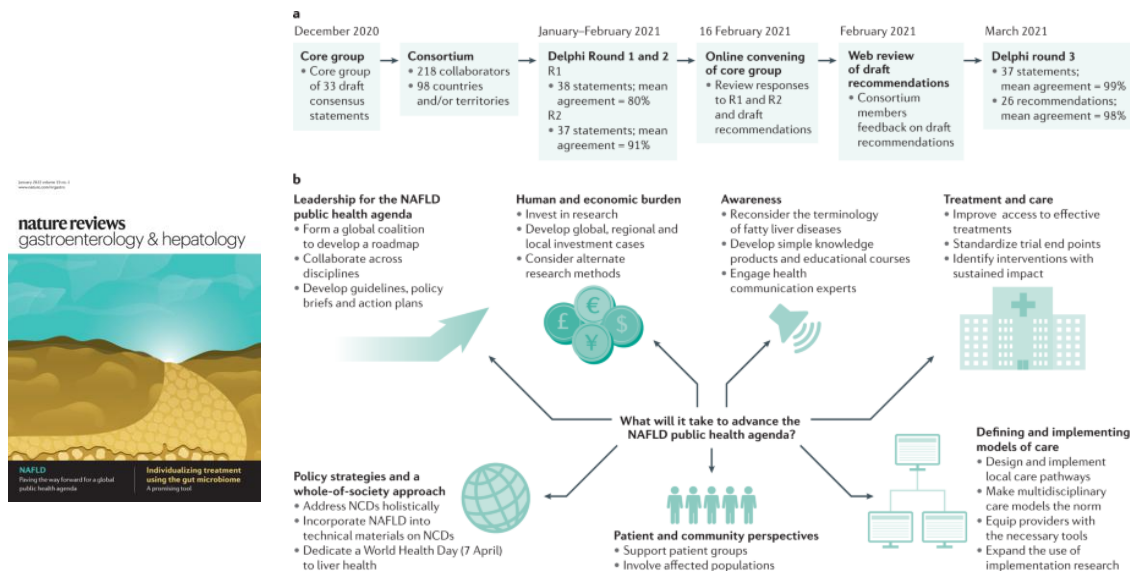 January 2022 volume 19 no. 1
www.nature.com/nrgastro
nature reviews
gastroenterology & hepatology
NAFLD
Paving the way forward for a global
public health agenda
Individualizing treatment
using the gut microbiome
A promising tool
a
December 2020
Core group
• Core group
of 33 draft
consensus
statements
Consortium
• 218 collaborators
• 98 countries
and/or territories
January–February 2021
Delphi Round 1 and 2
R1
• 38 statements; mean
agreement = 80%
R2
• 37 statements; mean
agreement = 91%
16 February 2021
Online convening
of core group
• Review responses
to R1 and R2
and draft
recommendations
February 2021
Web review
of draft
recommendations
• Consortium
members
feedback on draft
recommendations
March 2021
Delphi round 3
• 37 statements;
mean agreement = 99%
• 26 recommendations;
mean agreement = 98%
b
Leadership for the NAFLD
public health agenda
• Form a global coalition
to develop a roadmap
• Collaborate across
disciplines
• Develop guidelines, policy
briefs and action plans
Human and economic burden
• Invest in research
• Develop global, regional and
local investment cases
• Consider alternate
research methods
€
£ $
¥
Awareness
• Reconsider the terminology
of fatty liver diseases
• Develop simple knowledge
products and educational courses
• Engage health
communication experts
Treatment and care
• Improve access to effective
treatments
• Standardize trial end points
• Identify interventions with
sustained impact
What will it take to advance the
NAFLD public health agenda?
Policy strategies and a
whole-of-society approach
• Address NCDs holistically
• Incorporate NAFLD into
technical materials on NCDs
• Dedicate a World Health Day (7 April)
to liver health
Patient and community perspectives
• Support patient groups
• Involve affected populations
Defining and implementing
models of care
• Design and implement
local care pathways
• Make multidisciplinary
care models the norm
• Equip providers with
the necessary tools
• Expand the use of
implementation research